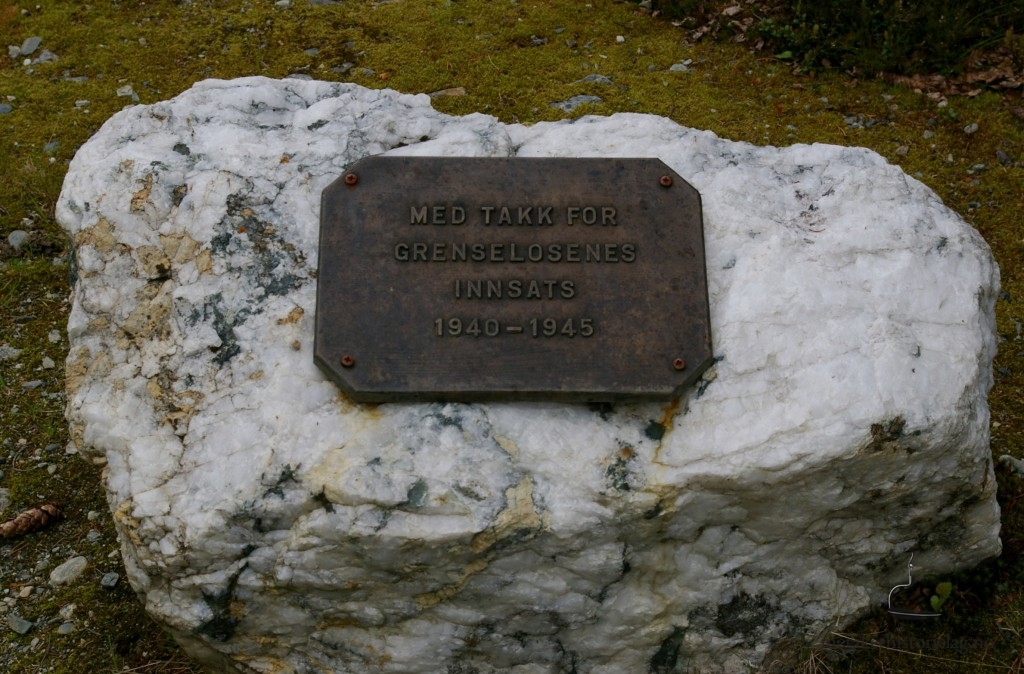 MED TAKK FOR
GRENSELOSENES
INNSATS
1940-1945